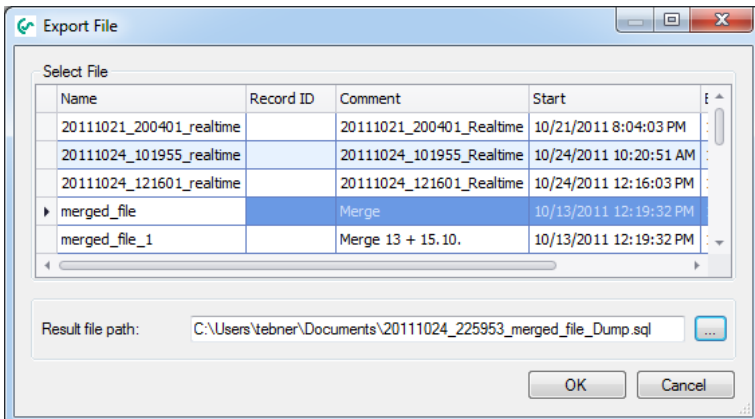 Export File
Select File
Name Record ID Comment Start
20111021_200401_realtime 20111021_200401_Realtime 10/21/2011 8:04:03 PM
20111024_101955_realtime 20111024_101955_Realtime 10/24/2011 10:20:51 AM
20111024_121601_realtime 20111024_121601_Realtime 10/24/2011 12:16:03 PM
merged_file Merge 10/13/2011 12:19:32 PM
merged_file_1 Merge 13 + 15.10. 10/13/2011 12:19:32 PM
Result file path: C:\Users\tebner\Documents\20111024_225953_merged_file_Dump.sql ...
OK Cancel